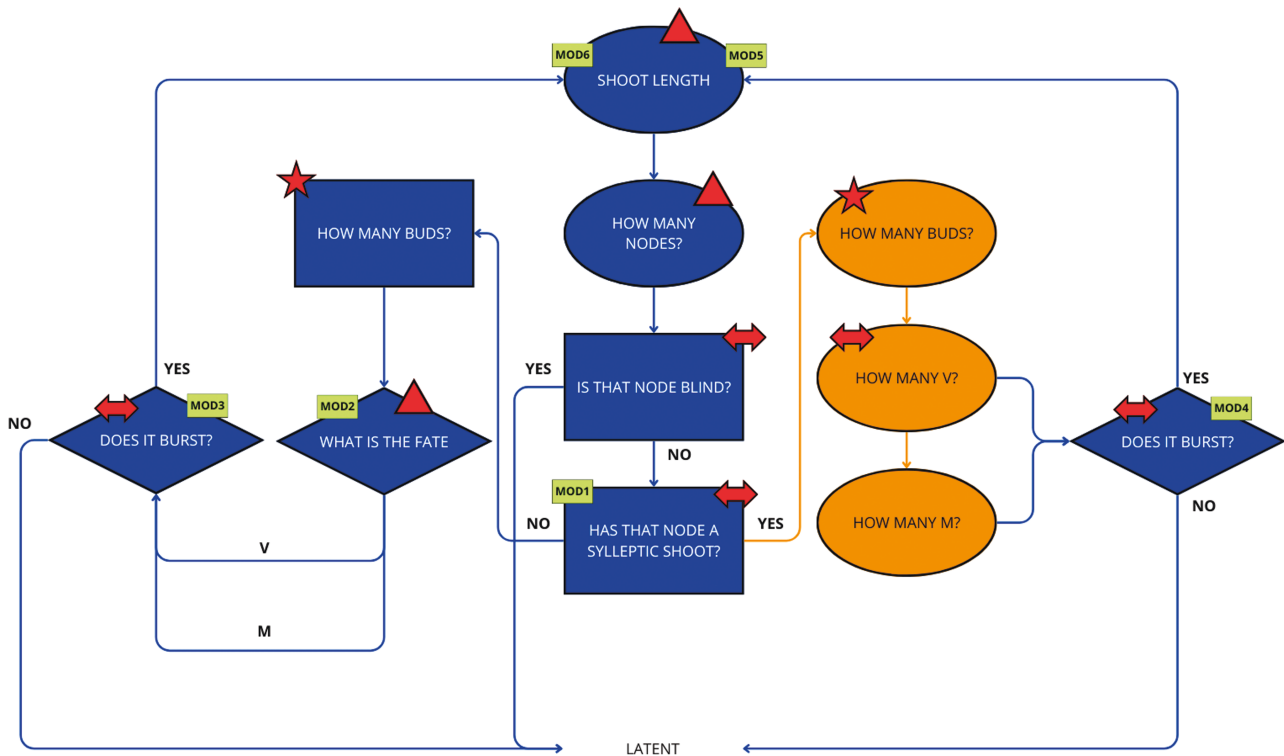 MOD6
MOD5
SHOOT LENGTH
HOW MANY BUDS?
HOW MANY
NODES?
HOW MANY BUDS?
YES
YES
IS THAT NODE BLIND?
HOW MANY V?
YES
NO
MOD3
DOES IT BURST?
MOD2
WHAT IS THE FATE
NO
MOD4
DOES IT BURST?
MOD1
NO
HAS THAT NODE A
SYLLEPTIC SHOOT?
YES
HOW MANY M?
NO
V
M
LATENT